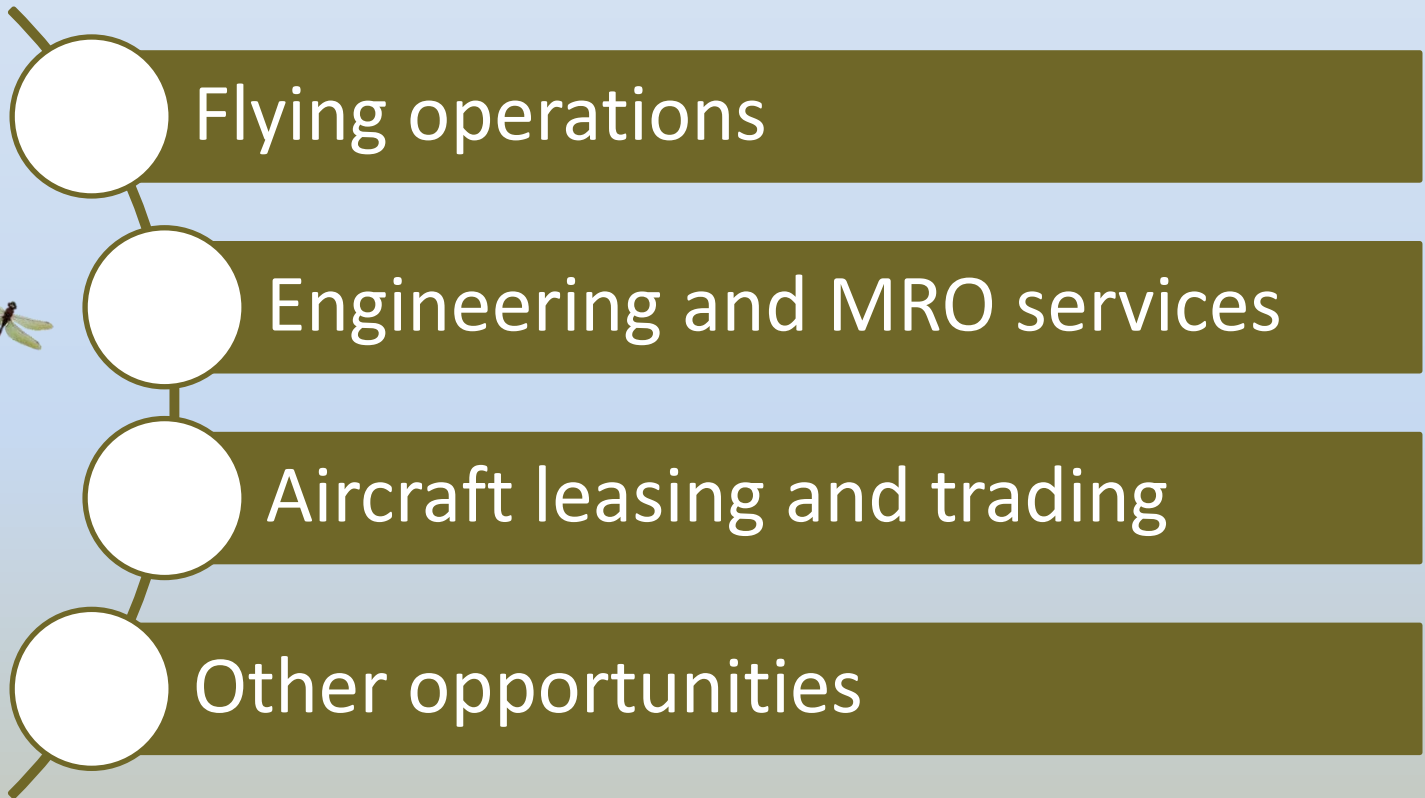 Flying operations
Engineering and MRO services
Aircraft leasing and trading
Other opportunities